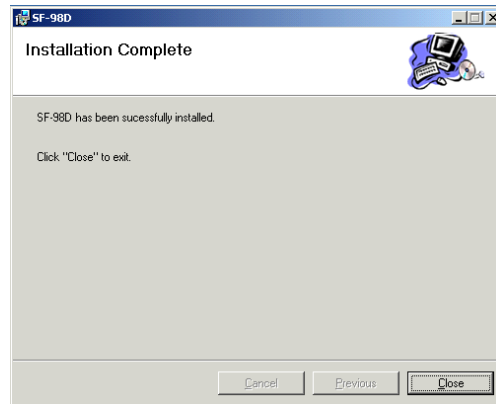 SF-98D
Installation Complete
SF-98D has been sucessfully installed.
Click "Close" to exit.
Cancel
Previous
Close